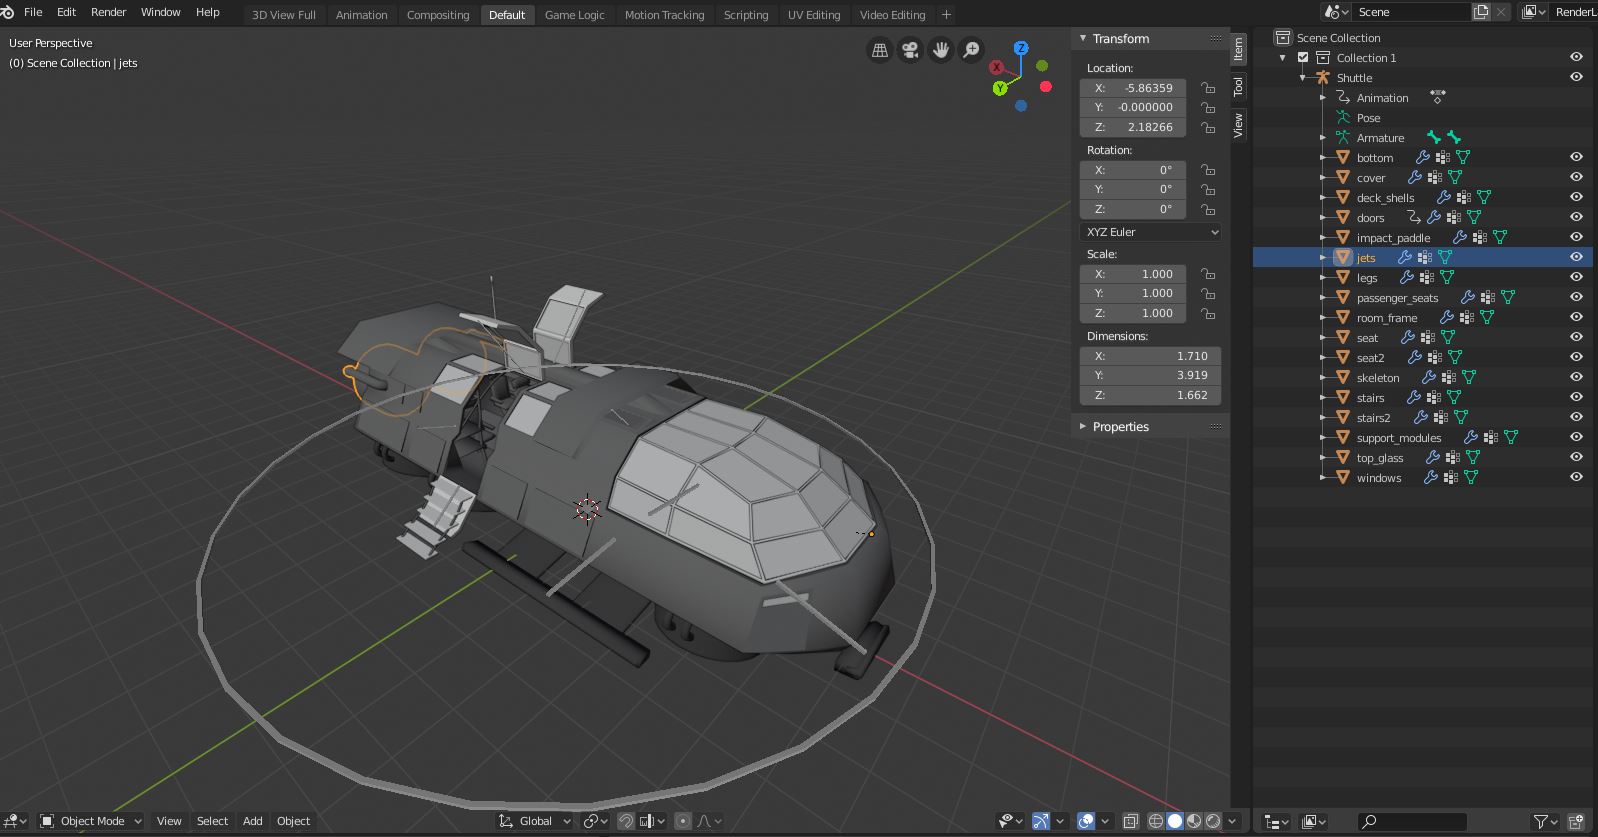 File Edit Render Window Help 3D View Full Animation Compositing Default Game Logic Motion Tracking Scripting UV Editing Video Editing + Scene RenderL
User Perspective
(0) Scene Collection | jets
Z
X
Y
Transform
Location:
X: -5.86359
Y: -0.000000
Z: 2.18266
Rotation:
X: 0°
Y: 0°
Z: 0°
XYZ Euler
Scale:
X: 1.000
Y: 1.000
Z: 1.000
Dimensions:
X: 1.710
Y: 3.919
Z: 1.662
Properties
Item
Tool
View
Scene Collection
Collection 1
Shuttle
Animation
Pose
Armature
bottom
cover
deck_shells
doors
impact_paddle
jets
legs
passenger_seats
room_frame
seat
seat2
skeleton
stairs
stairs2
support_modules
top_glass
windows
Object Mode View Select Add Object Global